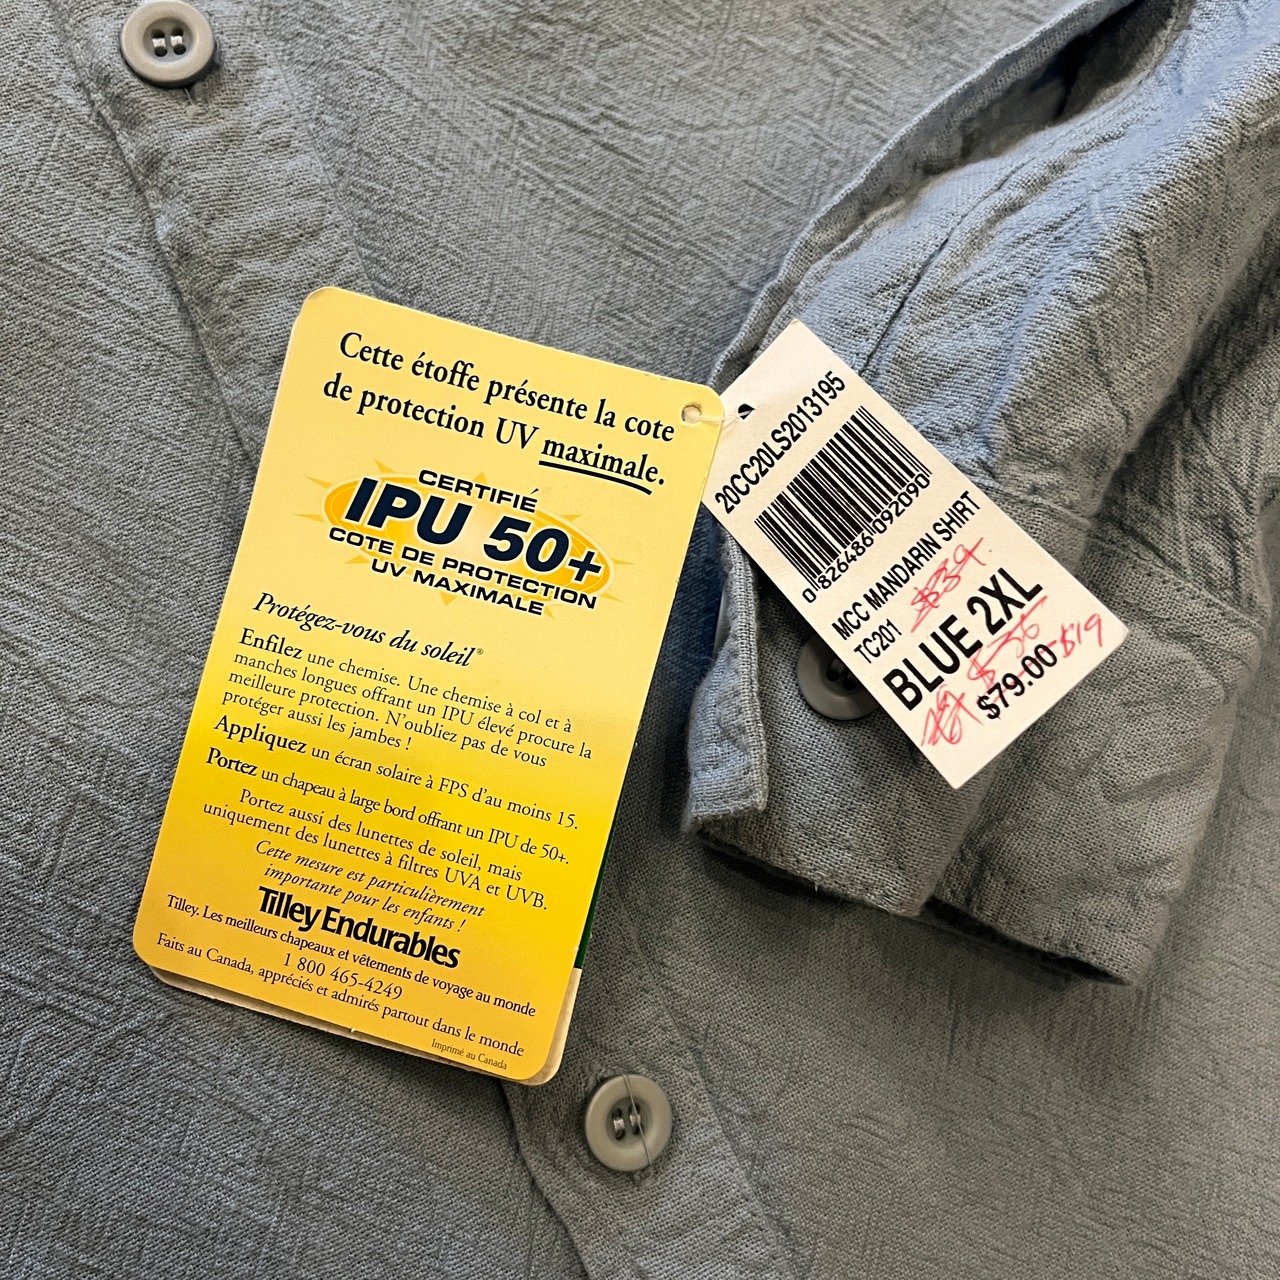 Cette étoffe présente la cote
de protection UV maximale.
CERTIFIÉ
IPU 50+
COTE DE PROTECTION
UV MAXIMALE
Protégez-vous du soleil®
Enfilez une chemise. Une chemise à col et à
manches longues offrant un IPU élevé procure la
meilleure protection. N'oubliez pas de vous
protéger aussi les jambes !
Appliquez un écran solaire à FPS d'au moins 15.
Portez un chapeau à large bord offrant un IPU de 50+.
Portez aussi des lunettes de soleil, mais
uniquement des lunettes à filtres UVA et UVB.
Cette mesure est particulièrement
importante pour les enfants !
Tilley Endurables
Tilley. Les meilleurs chapeaux et vêtements de voyage au monde
1 800 465-4249
Faits au Canada, appréciés et admirés partout dans le monde
Imprimé au Canada
20CC20LS2013195
0 826486 092090
MCC MANDARIN SHIRT
TC201 $39.
BLUE 2XL
$79.00 $19